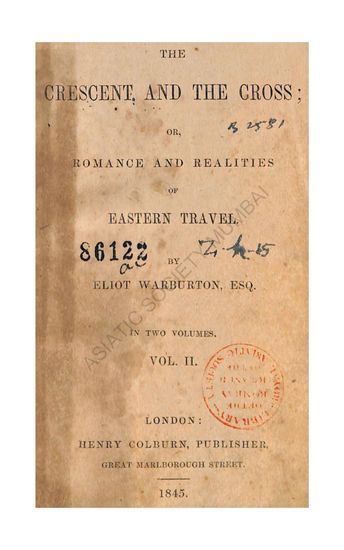 THE
CRESCENT, AND THE CROSS;
OR,
B 2581
ROMANCE AND REALITIES
OF
EASTERN TRAVEL.
86122
BY
ELIOT WARBURTON, ESQ.
IN TWO VOLUMES.
VOL. II.
LONDON:
HENRY COLBURN, PUBLISHER,
GREAT MARLBOROUGH STREET.
1845.
ASIATIC SOCIETY MUMBAI